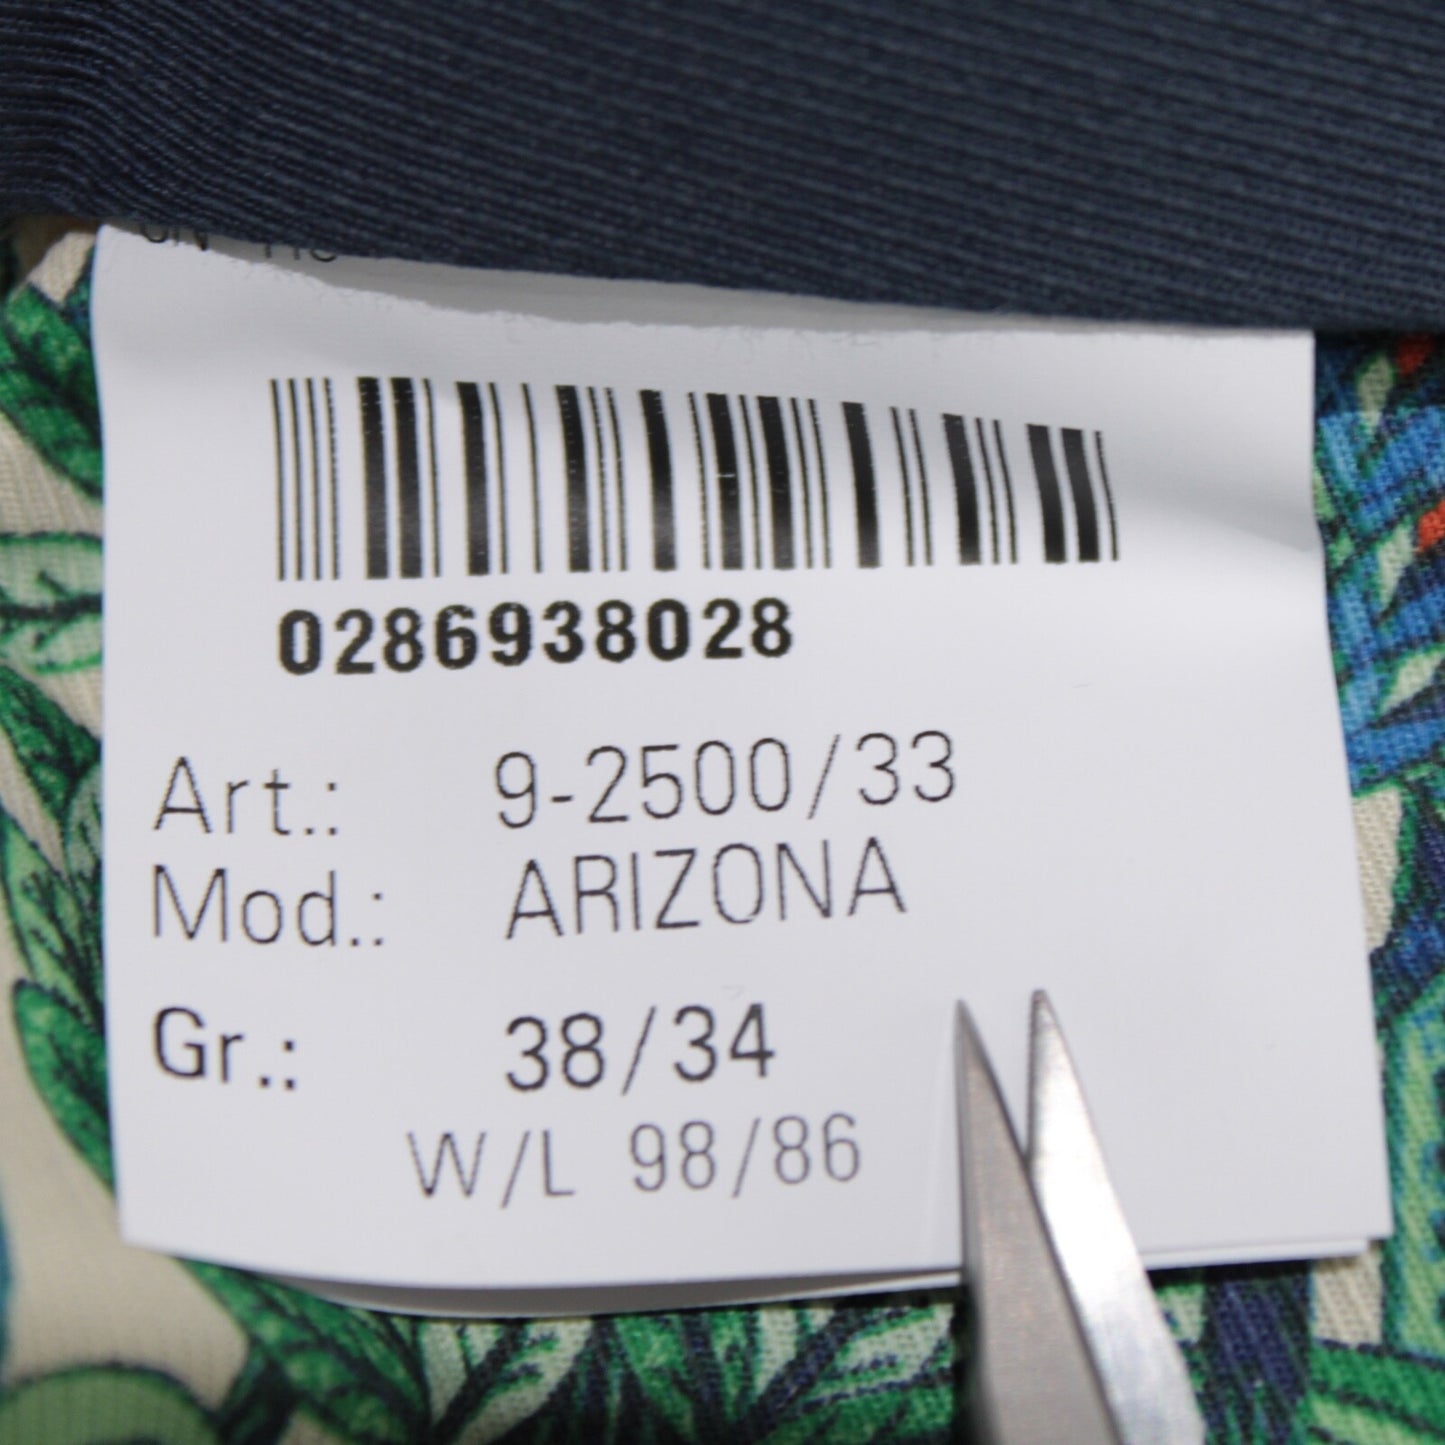 0286938028
Art.: 9-2500/33
Mod.: ARIZONA
Gr.: 38/34
W/L 98/86